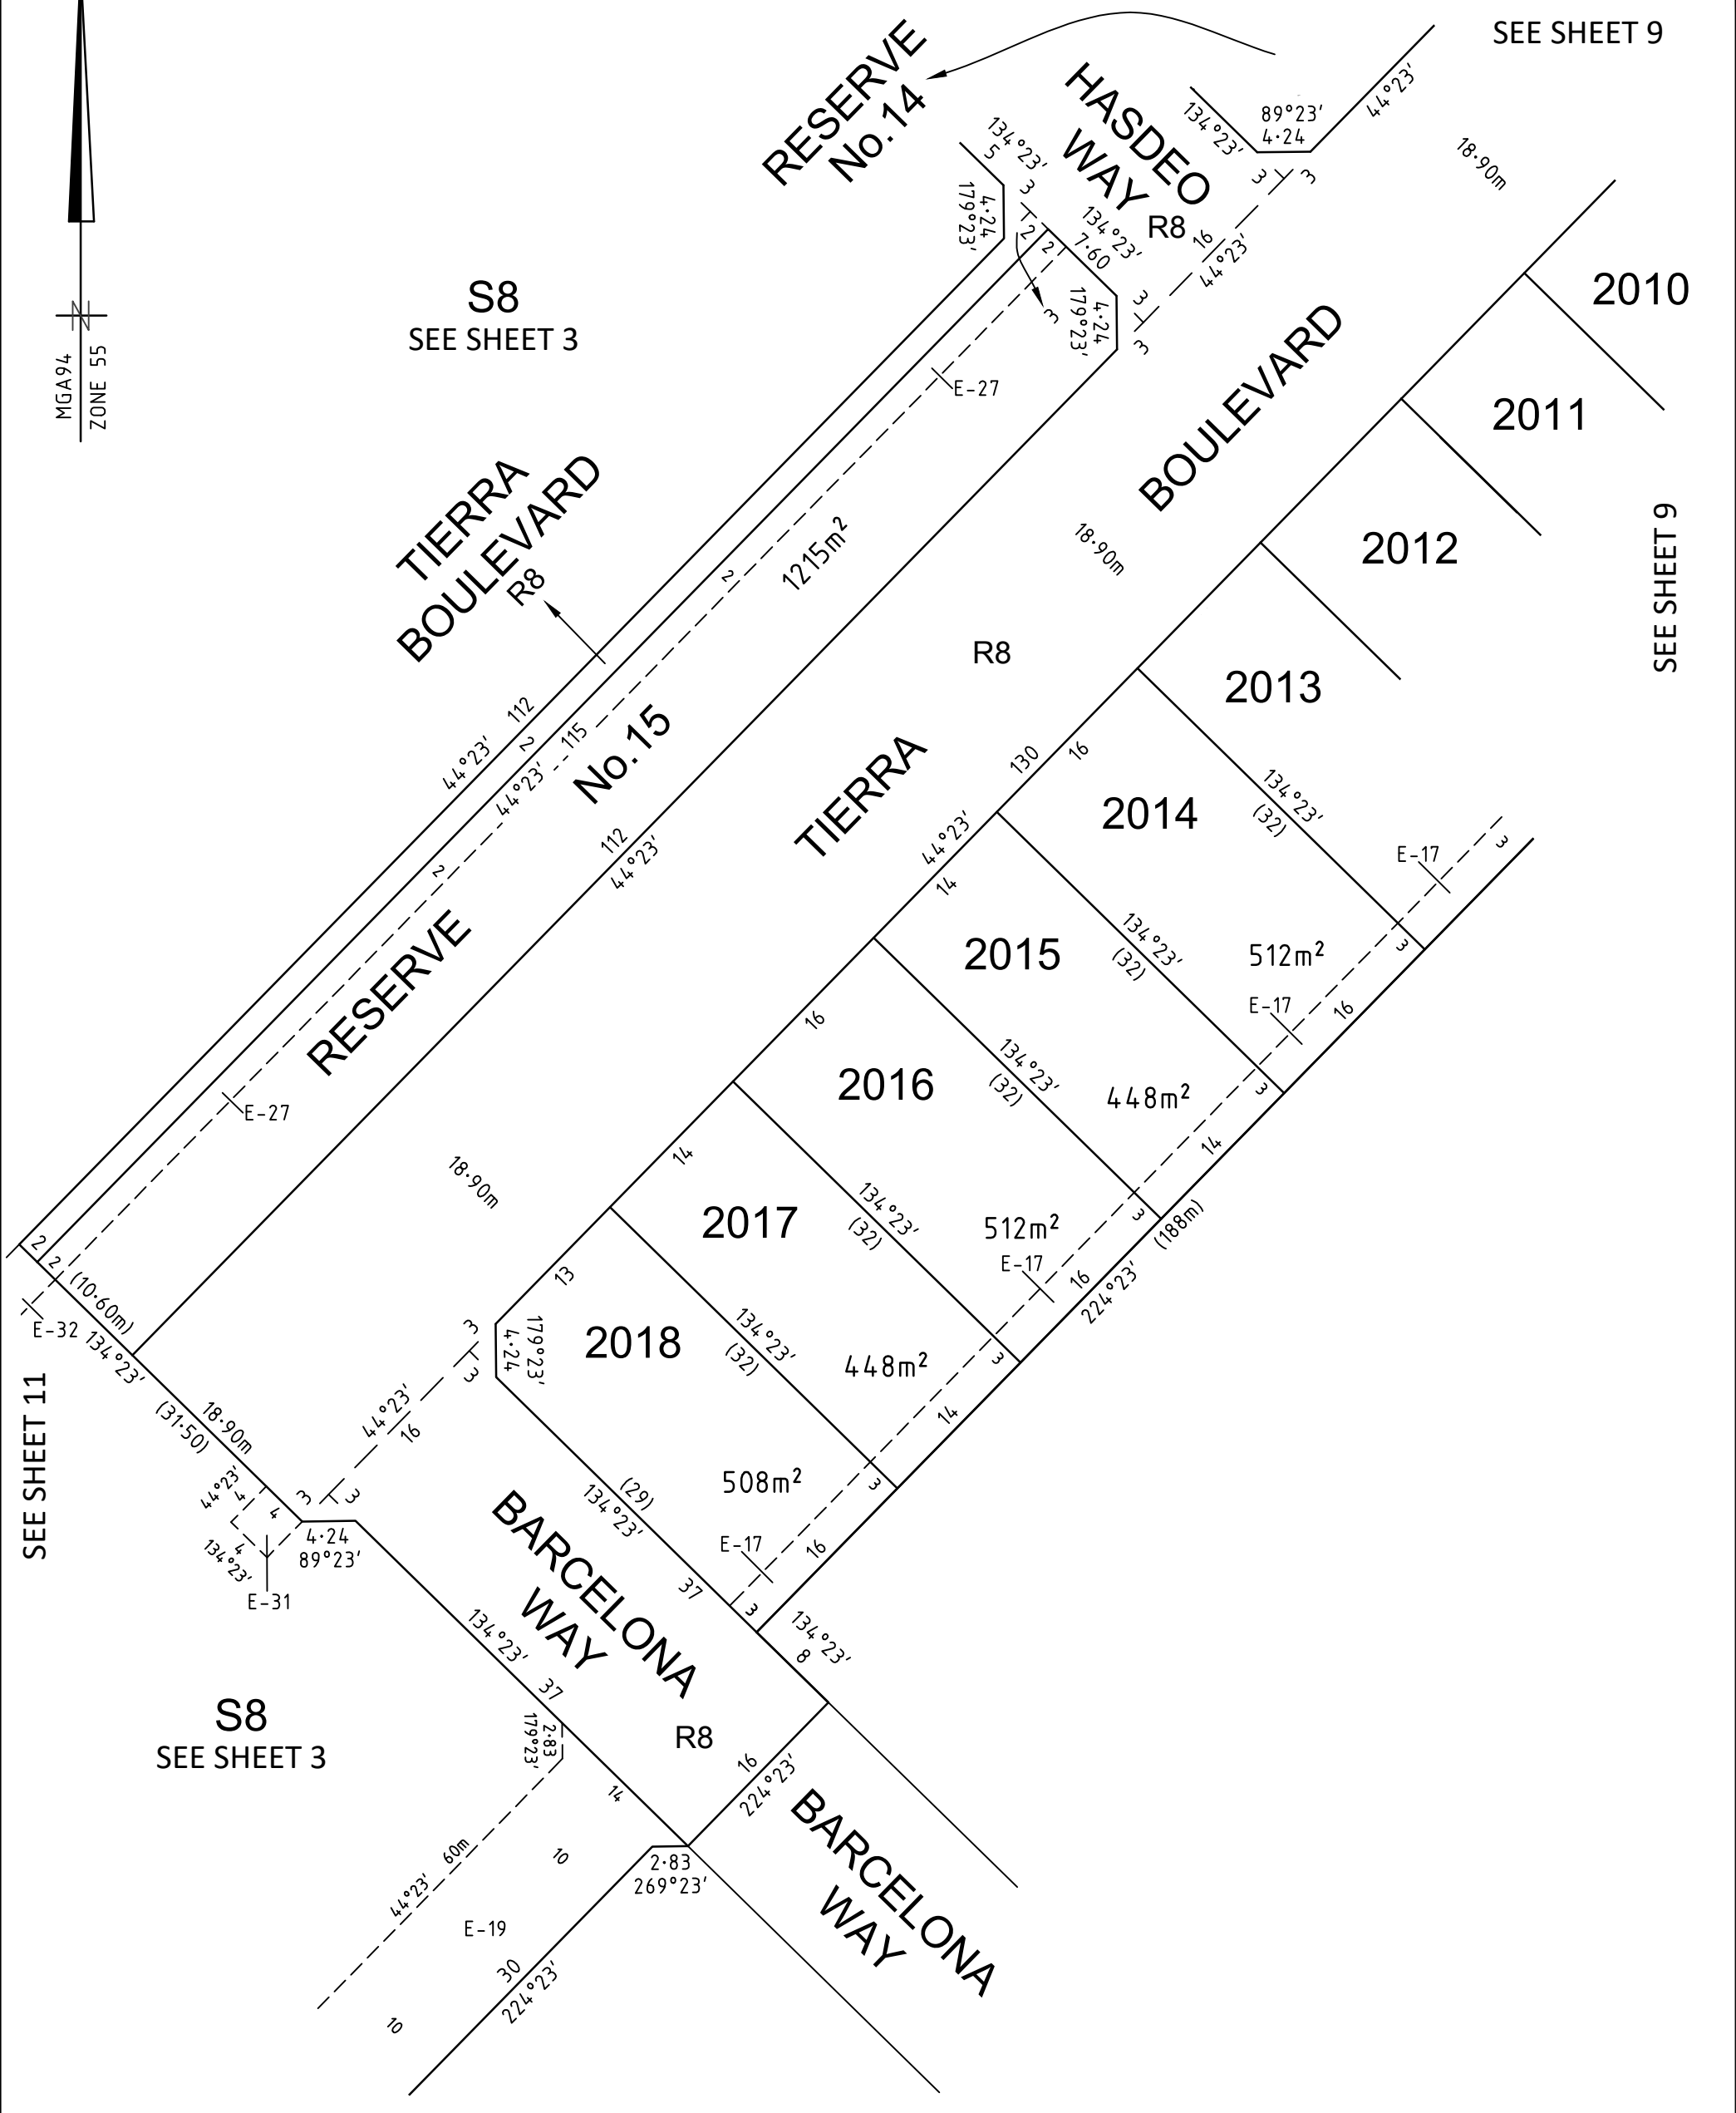 SEE SHEET 9
RESERVE
No.14
HASDEO
WAY
R8
134°23'
89°23'
4·24
44°23'
3
3
18·90m
134°23'
5
4·24
179°23'
3
2
2
3
134°23'
7·60
16
44°23'
4·24
179°23'
3
3
MGA94
ZONE 55
N
S8
SEE SHEET 3
2010
2011
2012
2013
SEE SHEET 9
E-27
BOULEVARD
18·90m
R8
TIERRA
BOULEVARD
R8
2
1215m²
112
44°23'
2
115
44°23'
No.15
112
44°23'
2
RESERVE
E-27
TIERRA
130
44°23'
16
2014
134°23'
(32)
E-17
3
3
512m²
14
2015
134°23'
(32)
E-17
16
3
448m²
16
2016
134°23'
(32)
14
3
512m²
(188m)
224°23'
E-17
16
14
2017
134°23'
(32)
3
448m²
14
18·90m
13
2018
134°23'
(32)
3
508m²
16
E-17
3
179°23'
4·24
3
3
44°23'
16
3
3
2
2
(10·60m)
E-32
134°23'
(31·50)
18·90m
SEE SHEET 11
44°23'
4
4
4
134°23'
E-31
4·24
89°23'
(29)
134°23'
37
BARCELONA
WAY
R8
134°23'
8
134°23'
37
S8
SEE SHEET 3
2·83
179°23'
14
16
224°23'
BARCELONA
WAY
2·83
269°23'
10
44°23'
60m
E-19
30
224°23'
10